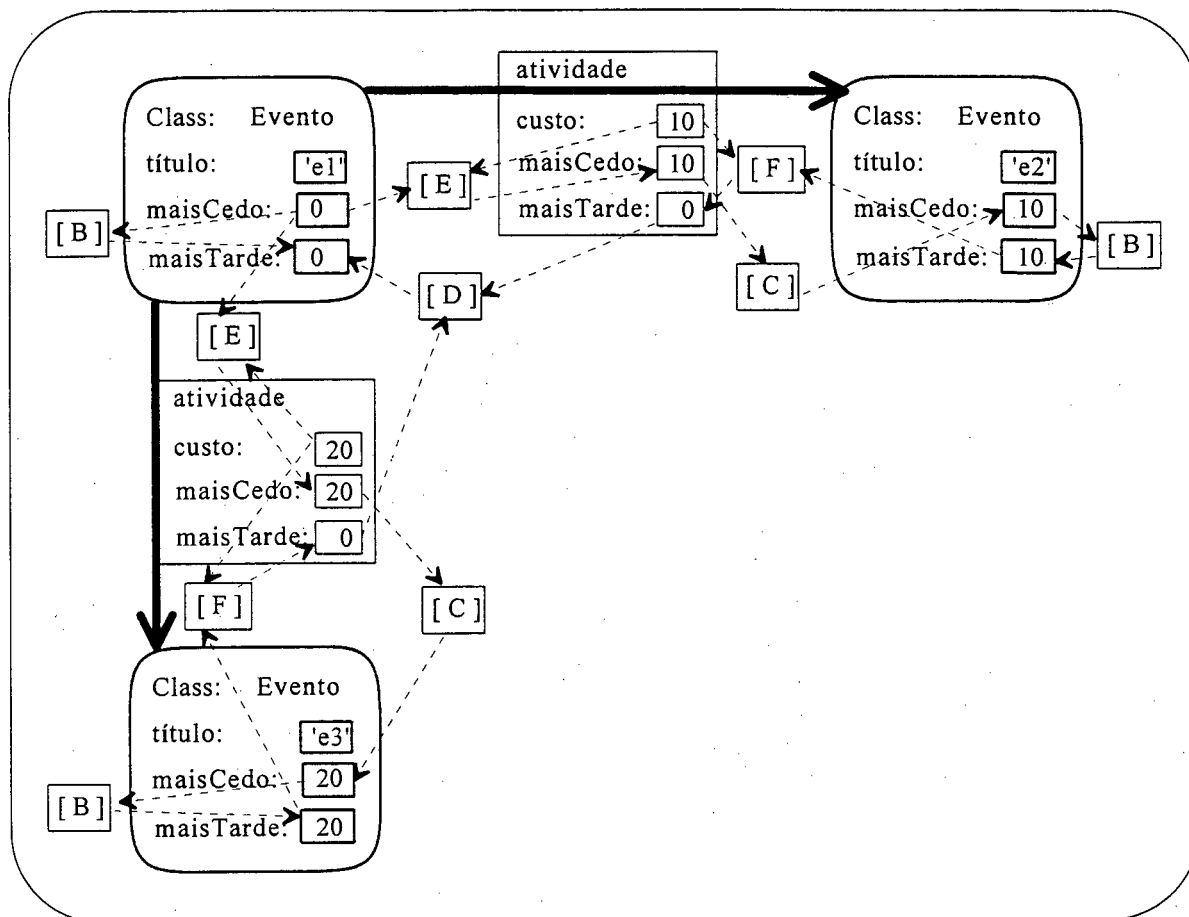 atividade
custo: 10
maisCedo: 10
maisTarde: 0
Class: Evento
título: 'e1'
maisCedo: 0
maisTarde: 0
[ B ]
[ E ]
[ F ]
Class: Evento
título: 'e2'
maisCedo: 10
maisTarde: 10
[ B ]
[ D ]
[ C ]
[ E ]
atividade
custo: 20
maisCedo: 20
maisTarde: 0
[ F ]
[ C ]
Class: Evento
título: 'e3'
maisCedo: 20
maisTarde: 20
[ B ]